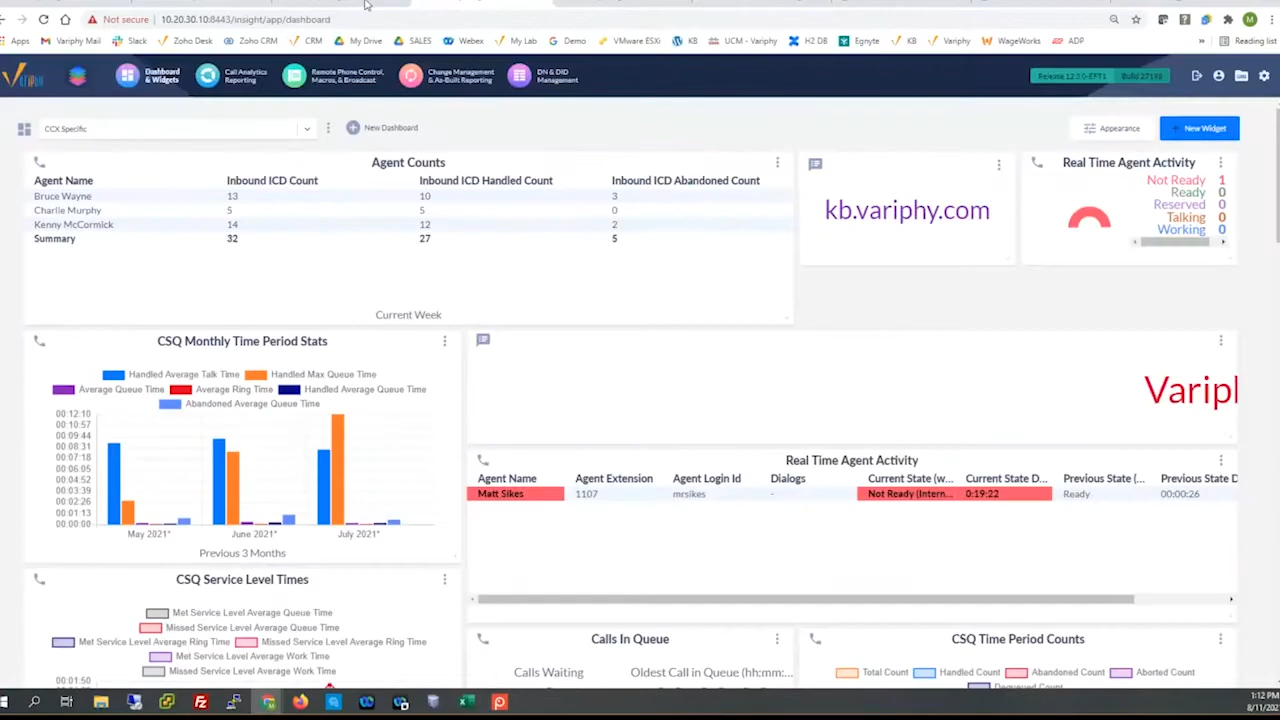 Not secure | 10.20.30.10:8443/insight/app/dashboard
Apps Variphy Mail Slack Zoho Desk Zoho CRM CRM My Drive SALES Webex My Lab Demo VMware ESXi KB UCM - Variphy H2 DB Egnyte KB Variphy WageWorks ADP » Reading list
Dashboard & Widgets
Call Analytics Reporting
Remote Phone Control, Macros, & Broadcast
Change Management & As-Built Reporting
DN & DID Management
Release 12.3.0-EFT1 Build 27198
CCX Specific
New Dashboard
Appearance
+ New Widget
Agent Counts
Agent Name Inbound ICD Count Inbound ICD Handled Count Inbound ICD Abandoned Count
Bruce Wayne 13 10 3
Charlie Murphy 5 5 0
Kenny McCormick 14 12 2
Summary 32 27 5
Current Week
kb.variphy.com
Real Time Agent Activity
Not Ready 1
Ready 0
Reserved 0
Talking 0
Working 0
CSQ Monthly Time Period Stats
Handled Average Talk Time Handled Max Queue Time
Average Queue Time Average Ring Time Handled Average Queue Time
Abandoned Average Queue Time
00:12:10
00:10:57
00:09:44
00:08:31
00:07:18
00:06:05
00:04:52
00:03:39
00:02:26
00:01:13
00:00:00
May 2021* June 2021* July 2021*
Previous 3 Months
Real Time Agent Activity
Agent Name Agent Extension Agent Login Id Dialogs Current State (w... Current State D... Previous State (... Previous State D
Matt Sikes 1107 mrsikes - Not Ready (Intern... 0:19:22 Ready 00:00:26
CSQ Service Level Times
Met Service Level Average Queue Time
Missed Service Level Average Queue Time
Met Service Level Average Ring Time Missed Service Level Average Ring Time
Met Service Level Average Work Time
Missed Service Level Average Work Time
00:01:50
Calls In Queue
Calls Waiting Oldest Call in Queue (hh:mm:...
CSQ Time Period Counts
Total Count Handled Count Abandoned Count Aborted Count
Dequeued Count
1:12 PM